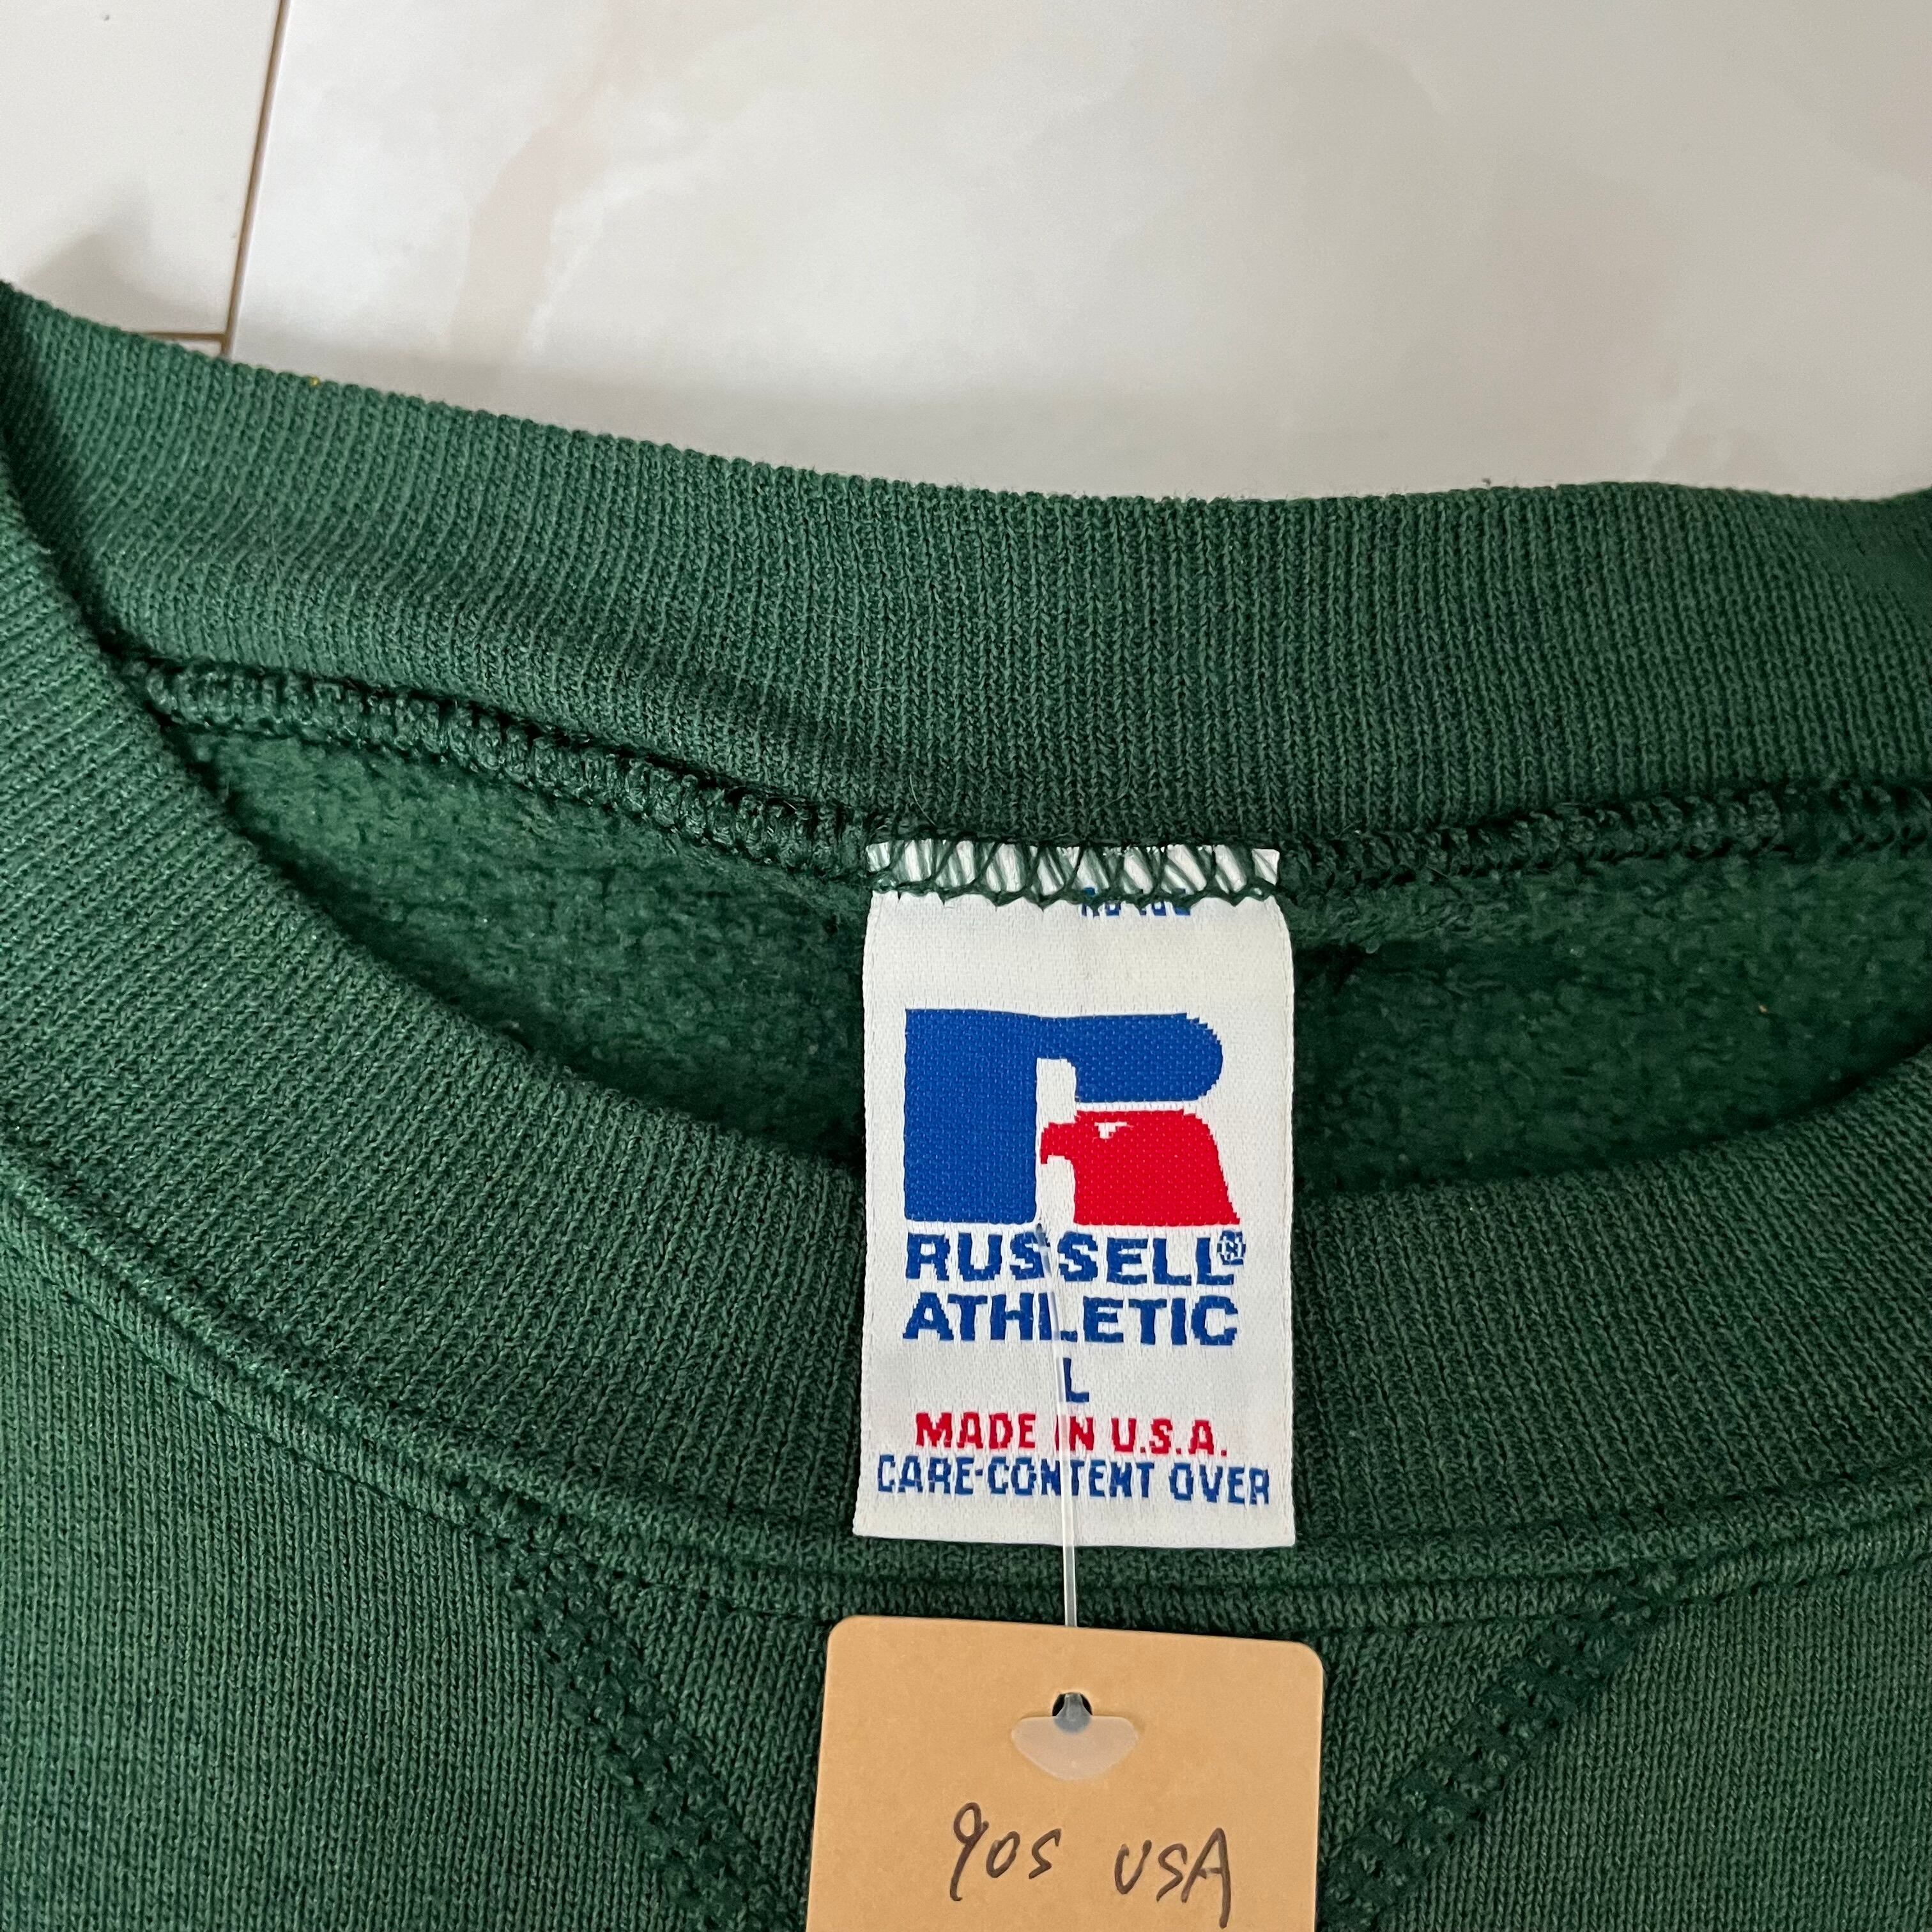 RUSSELL®
ATHLETIC
L
MADE IN U.S.A.
CARE-CONTENT OVER
90s USA